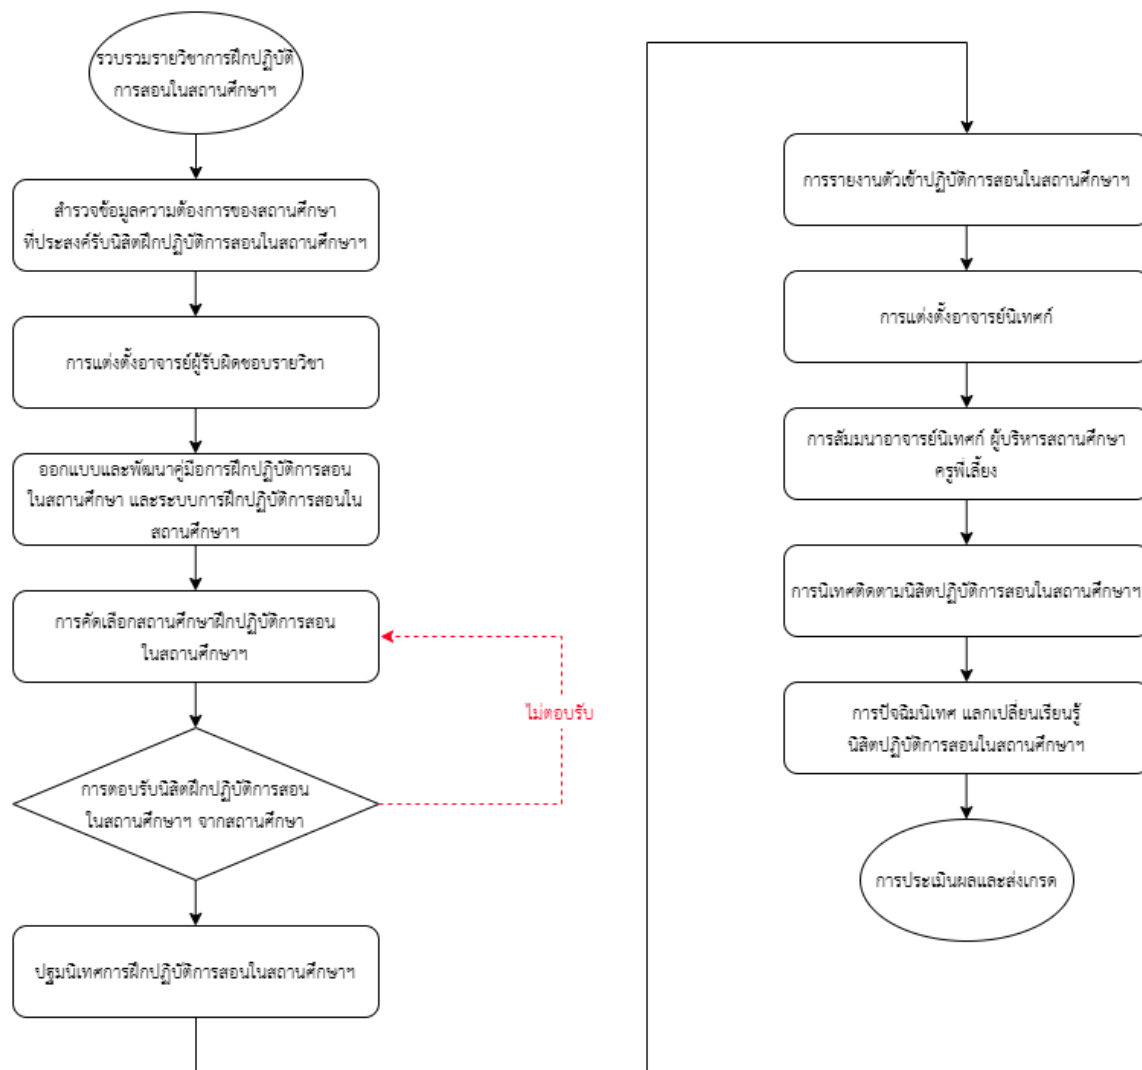 รวบรวมรายวิชาการฝึกปฏิบัติ
การสอนในสถานศึกษาฯ
สำรวจข้อมูลความต้องการของสถานศึกษา
ที่ประสงค์รับนิสิตฝึกปฏิบัติการสอนในสถานศึกษาฯ
การแต่งตั้งอาจารย์ผู้รับผิดชอบรายวิชา
ออกแบบและพัฒนาคู่มือการฝึกปฏิบัติการสอน
ในสถานศึกษา และระบบการฝึกปฏิบัติการสอนใน
สถานศึกษาฯ
การคัดเลือกสถานศึกษาฝึกปฏิบัติการสอน
ในสถานศึกษาฯ
ไม่ตอบรับ
การตอบรับนิสิตฝึกปฏิบัติการสอน
ในสถานศึกษาฯ จากสถานศึกษา
ปฐมนิเทศการฝึกปฏิบัติการสอนในสถานศึกษาฯ
การรายงานตัวเข้าปฏิบัติการสอนในสถานศึกษาฯ
การแต่งตั้งอาจารย์นิเทศก์
การสัมมนาอาจารย์นิเทศก์ ผู้บริหารสถานศึกษา
ครูพี่เลี้ยง
การนิเทศติดตามนิสิตปฏิบัติการสอนในสถานศึกษาฯ
การปัจฉิมนิเทศ แลกเปลี่ยนเรียนรู้
นิสิตปฏิบัติการสอนในสถานศึกษาฯ
การประเมินผลและส่งเกรด